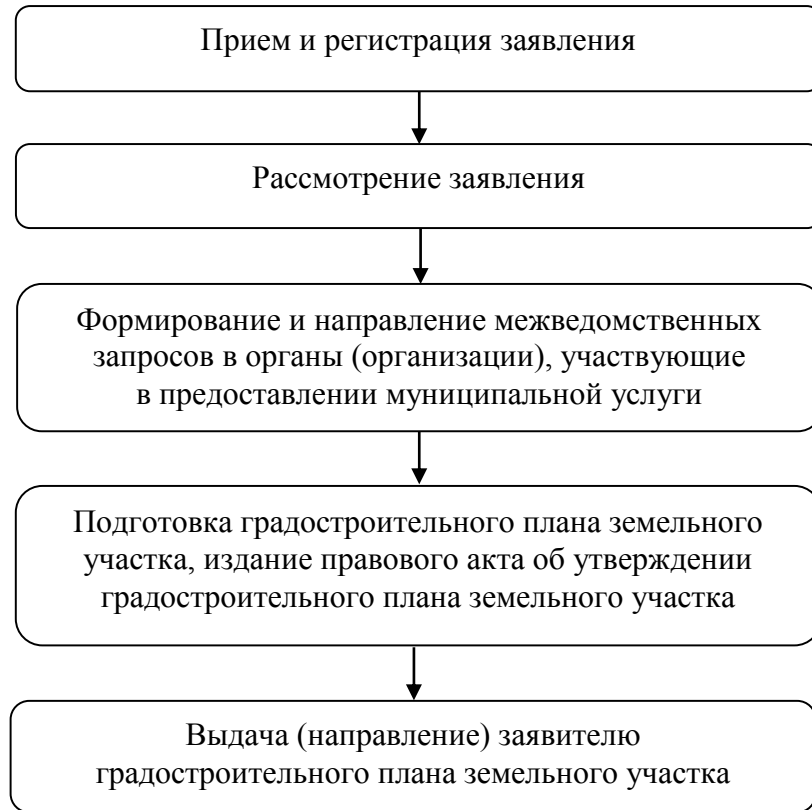 Прием и регистрация заявления
Рассмотрение заявления
Формирование и направление межведомственных
запросов в органы (организации), участвующие
в предоставлении муниципальной услуги
Подготовка градостроительного плана земельного
участка, издание правового акта об утверждении
градостроительного плана земельного участка
Выдача (направление) заявителю
градостроительного плана земельного участка